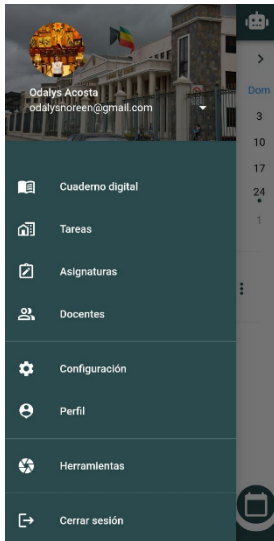 Odalys Acosta
odalysnoreen@gmail.com
Dom
3
10
17
24
1
Cuaderno digital
Tareas
Asignaturas
Docentes
Configuración
Perfil
Herramientas
Cerrar sesión